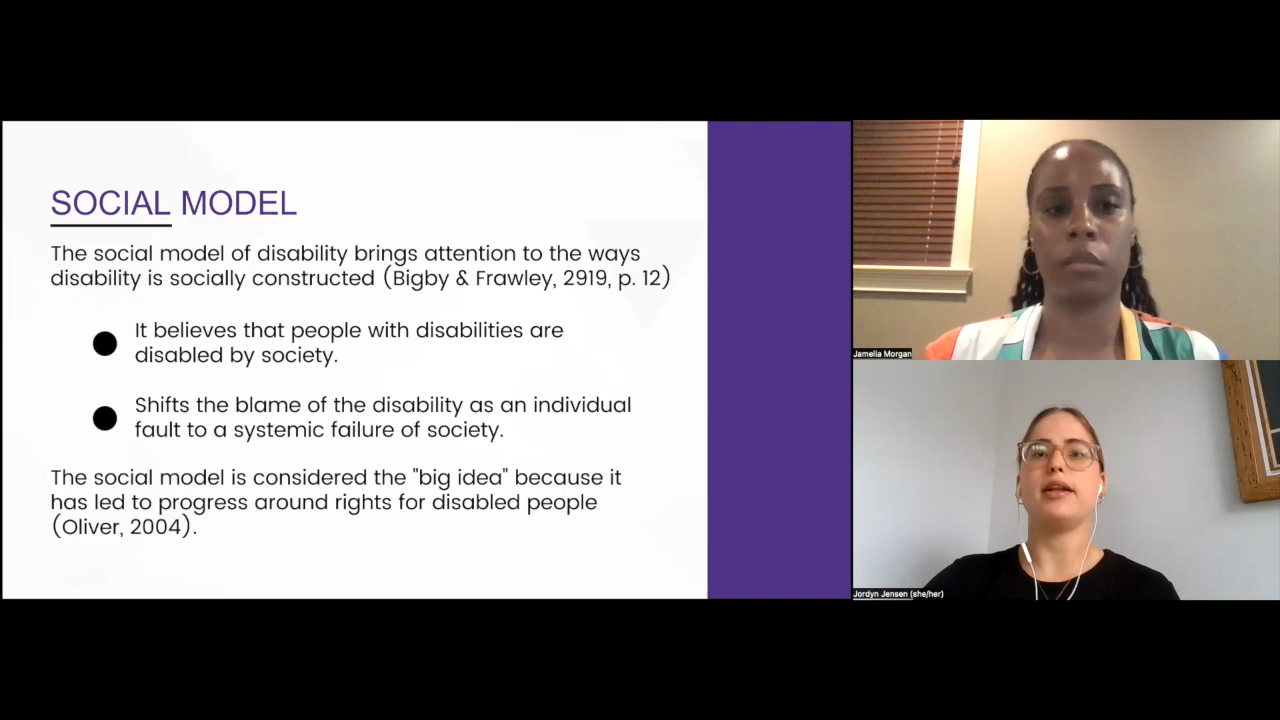 SOCIAL MODEL
The social model of disability brings attention to the ways
disability is socially constructed (Bigby & Frawley, 2919, p. 12)
It believes that people with disabilities are
disabled by society.
Shifts the blame of the disability as an individual
fault to a systemic failure of society.
The social model is considered the "big idea" because it
has led to progress around rights for disabled people
(Oliver, 2004).
Jamelia Morgan
Jordyn Jensen (she/her)